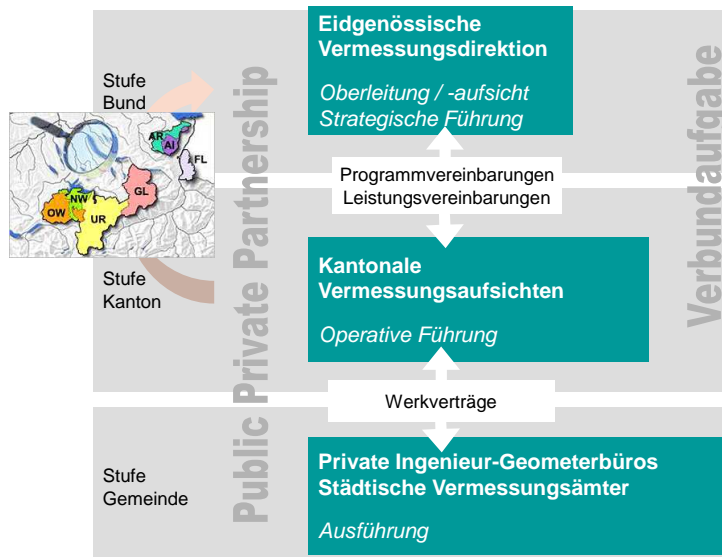 Eidgenössische
Vermessungsdirektion
Oberleitung / -aufsicht
Strategische Führung
Stufe
Bund
AR
AI
FL
GL
NW
OW
UR
Programmvereinbarungen
Leistungsvereinbarungen
Stufe
Kanton
Kantonale
Vermessungsaufsichten
Operative Führung
Werkverträge
Stufe
Gemeinde
Private Ingenieur-Geometerbüros
Städtische Vermessungsämter
Ausführung
Public Private Partnership
Verbundaufgabe